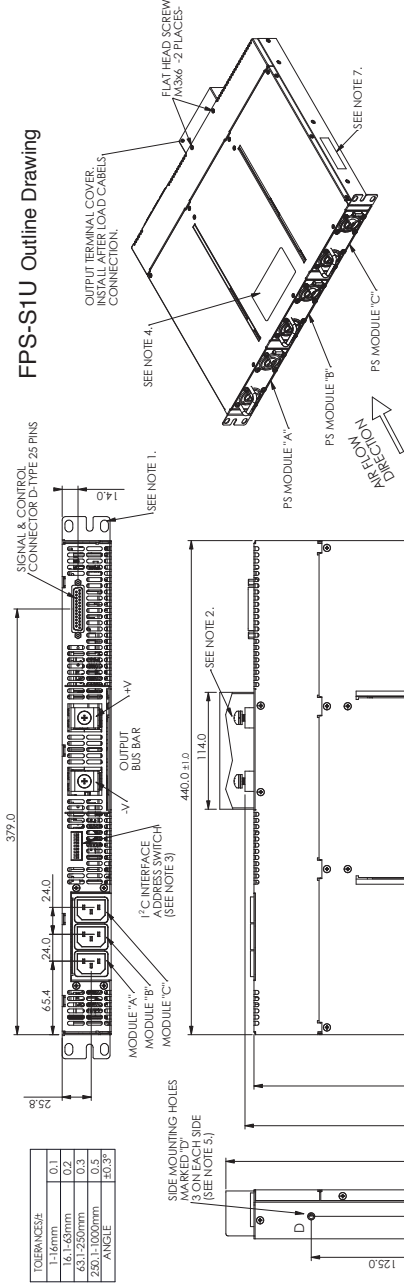 FPS-S1U Outline Drawing
TOLERANCES/±
1-16mm 0.1
16.1-63mm 0.2
63.1-250mm 0.3
250.1-1000mm 0.5
ANGLE ±0.3°
379.0
65.4
24.0
24.0
25.8
14.0
SIGNAL & CONTROL
CONNECTOR D-TYPE 25 PINS
SEE NOTE 1.
MODULE "A"
MODULE "B"
MODULE "C"
I²C INTERFACE
ADDRESS SWITCH
(SEE NOTE 3)
-V
OUTPUT
BUS BAR
+V
OUTPUT TERMINAL COVER.
INSTALL AFTER LOAD CABELS
CONNECTION.
FLAT HEAD SCREW
M3x6 -2 PLACES-
SEE NOTE 4.
SEE NOTE 7.
PS MODULE "A"
PS MODULE "B"
PS MODULE "C"
AIR FLOW
DIRECTION
440.0 ±1.0
114.0
SEE NOTE 2.
SIDE MOUNTING HOLES
MARKED "D"
3 ON EACH SIDE
(SEE NOTE 5.)
D
125.0